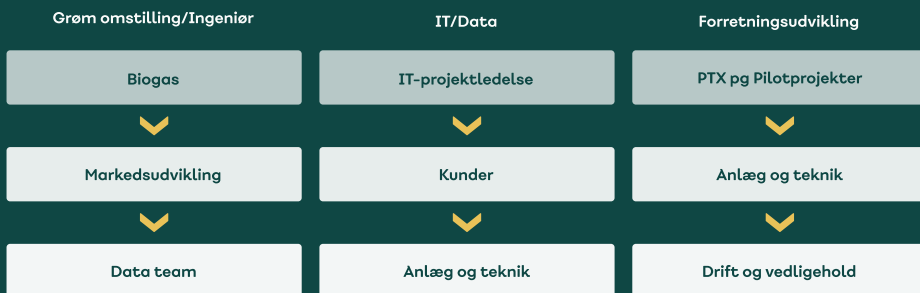 Grøm omstilling/Ingeniør
IT/Data
Forretningsudvikling
Biogas
IT-projektledelse
PTX pg Pilotprojekter
Markedsudvikling
Kunder
Anlæg og teknik
Data team
Anlæg og teknik
Drift og vedligehold